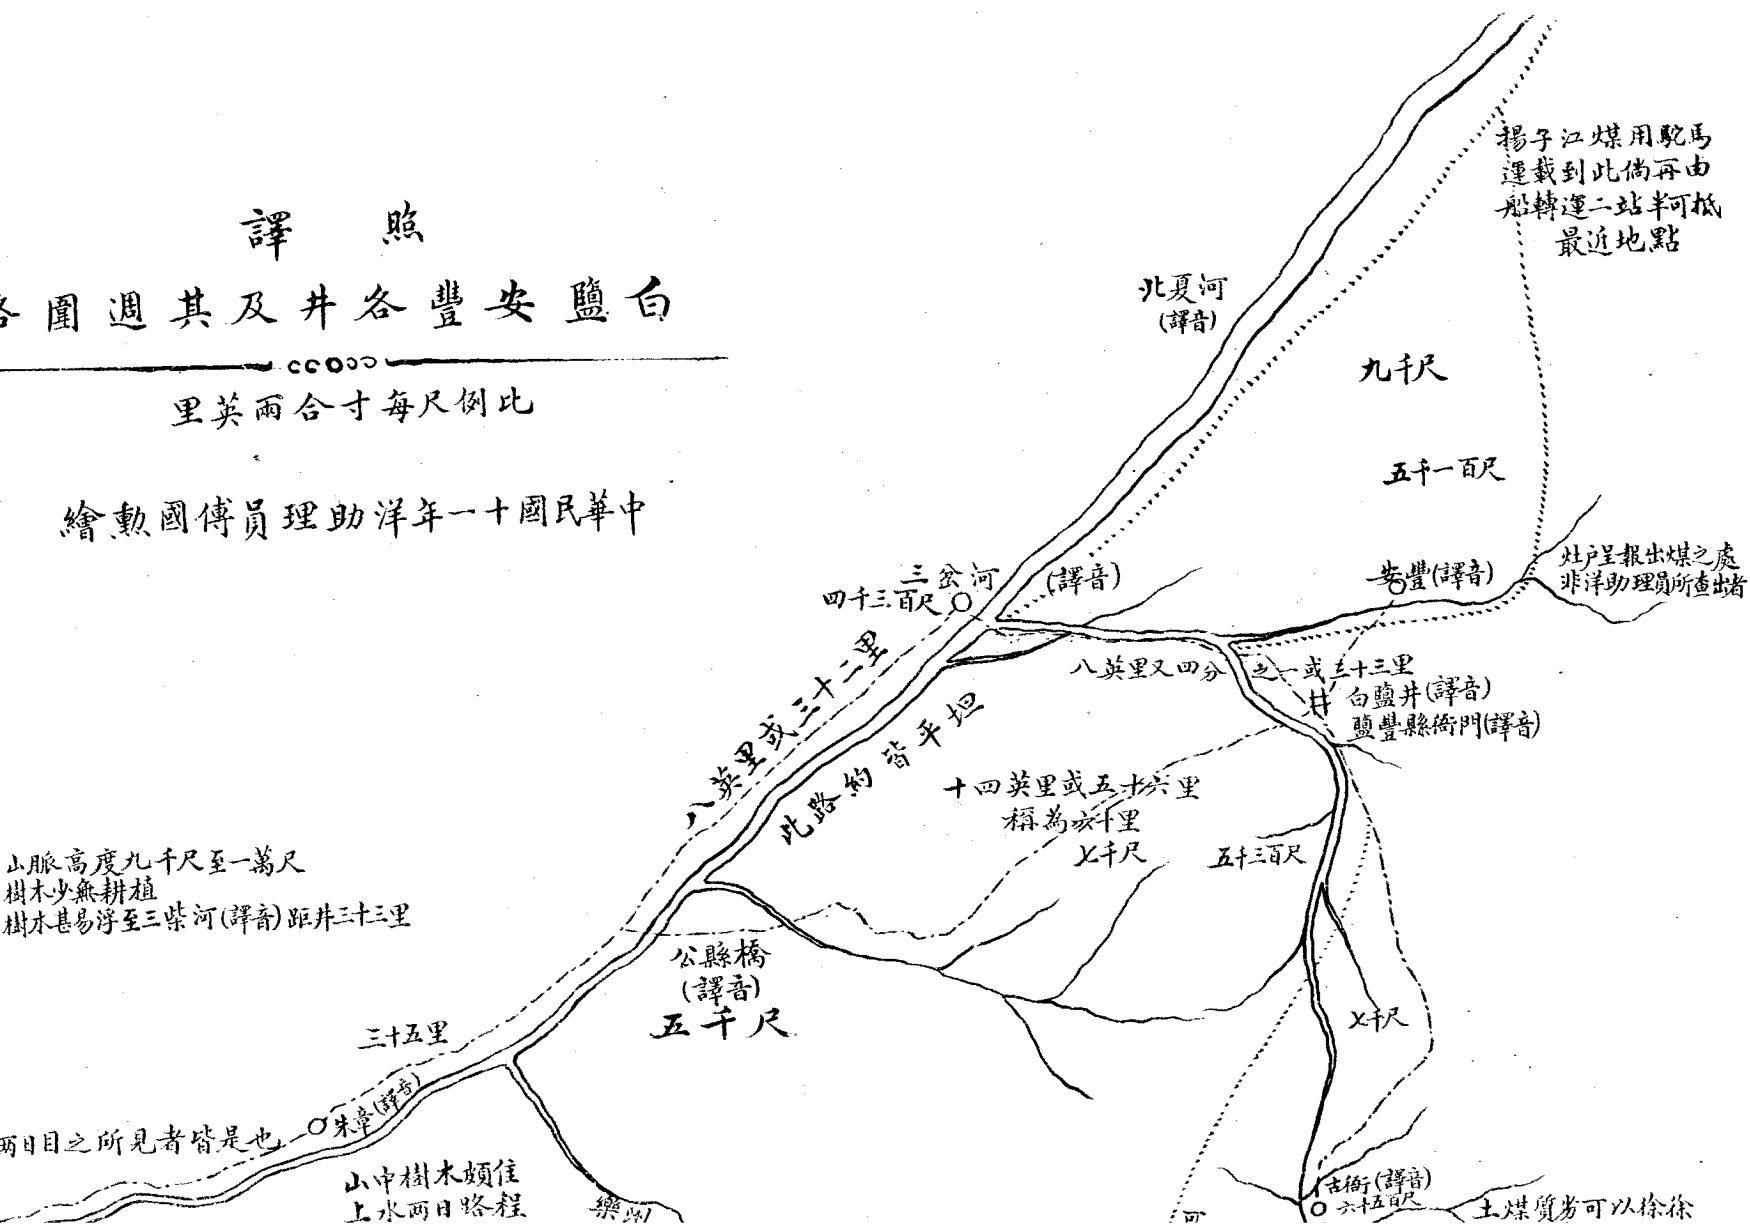 照譯
白鹽安豐各井及其週圍
比例尺每寸合兩英里
中華民國十一年洋助理員傅國勳繪
揚子江煤用駝馬
運載到此倘再由
船轉運二站半可抵
最近地點
北夏河
(譯音)
九千尺
五千一百尺
三岔河
(譯音)
四千三百尺
安豐(譯音)
灶戶呈報出煤之處
非洋助理員所查出者
八英里又四分之一或三十三里
白鹽井(譯音)
鹽豐縣衙門(譯音)
八英里或三十二里
此路約皆平坦
十四英里或五十六里
稱為六十里
七千尺
五千三百尺
山脈高度九千尺至一萬尺
樹木少無耕植
樹木甚易浮至三柴河(譯音)距井三十三里
公縣橋
(譯音)
五千尺
三十五里
七千尺
朱章(譯音)
兩日目之所見者皆是也
山中樹木頗佳
上水兩日路程
古衙(譯音)
六千五百尺
土煤質劣可以徐徐